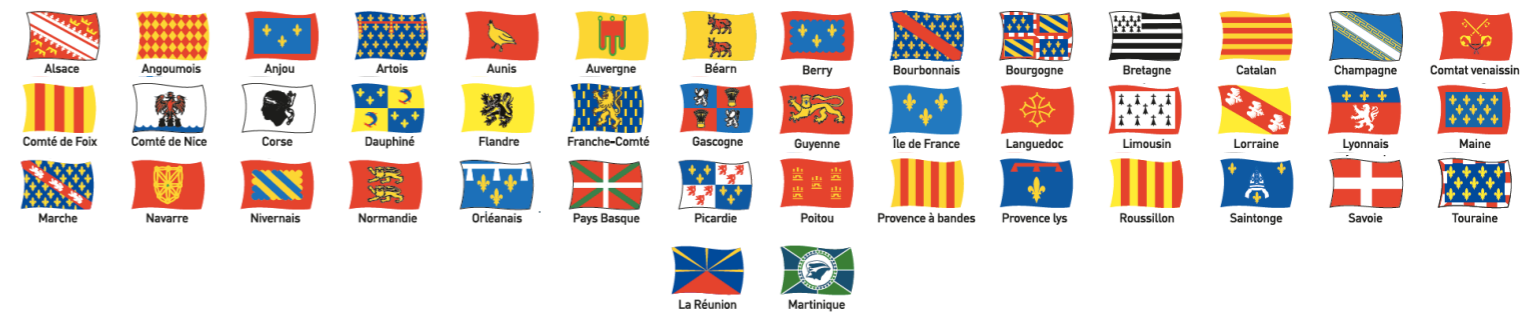 Alsace Angoumois Anjou Artois Aunis Auvergne Béarn Berry Bourbonnais Bourgogne Bretagne Catalan Champagne Comtat venaissin
Comté de Foix Comté de Nice Corse Dauphiné Flandre Franche-Comté Gascogne Guyenne Île de France Languedoc Limousin Lorraine Lyonnais Maine
Marche Navarre Nivernais Normandie Orléanais Pays Basque Picardie Poitou Provence à bandes Provence lys Roussillon Saintonge Savoie Touraine
La Réunion Martinique